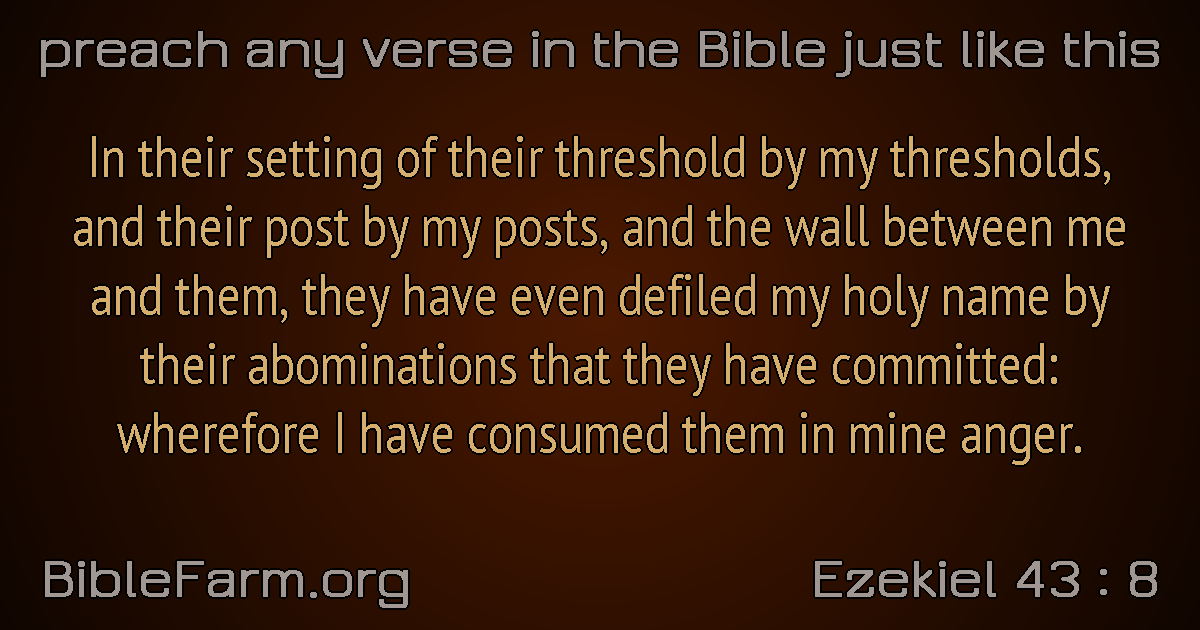 preach any verse in the Bible just like this
In their setting of their threshold by my thresholds,
and their post by my posts, and the wall between me
and them, they have even defiled my holy name by
their abominations that they have committed:
wherefore I have consumed them in mine anger.
BibleFarm.org
Ezekiel 43 : 8